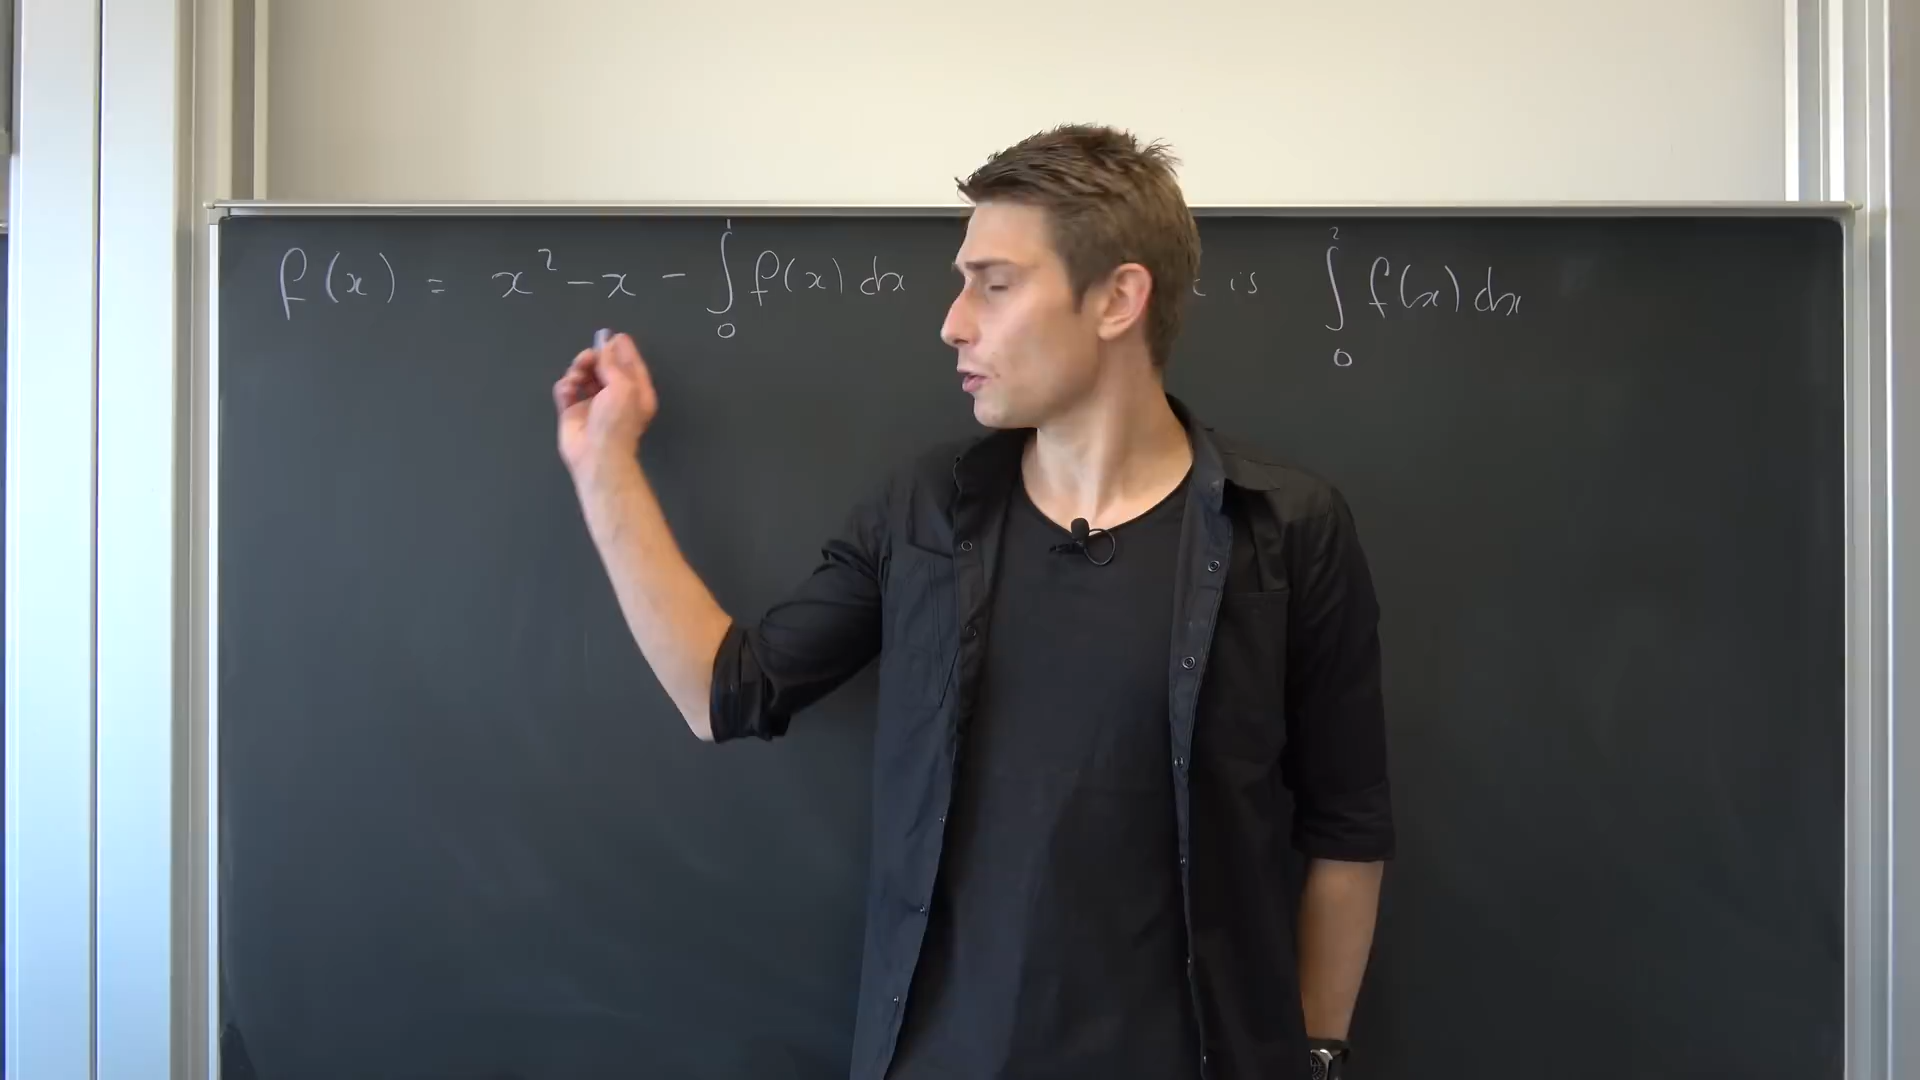 f(x) = x² - x - ∫₀¹ f(x) dx is ∫₀² f(x) dx